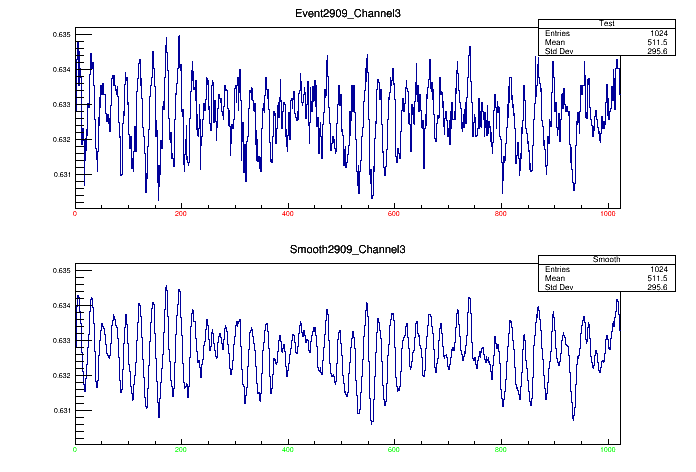 Event2909_Channel3
Test
Entries 1024
Mean 511.5
Std Dev 295.6
0.635
0.634
0.633
0.632
0.631
0 200 400 600 800 1000
Smooth2909_Channel3
Smooth
Entries 1024
Mean 511.5
Std Dev 295.6
0.635
0.634
0.633
0.632
0.631
0 200 400 600 800 1000